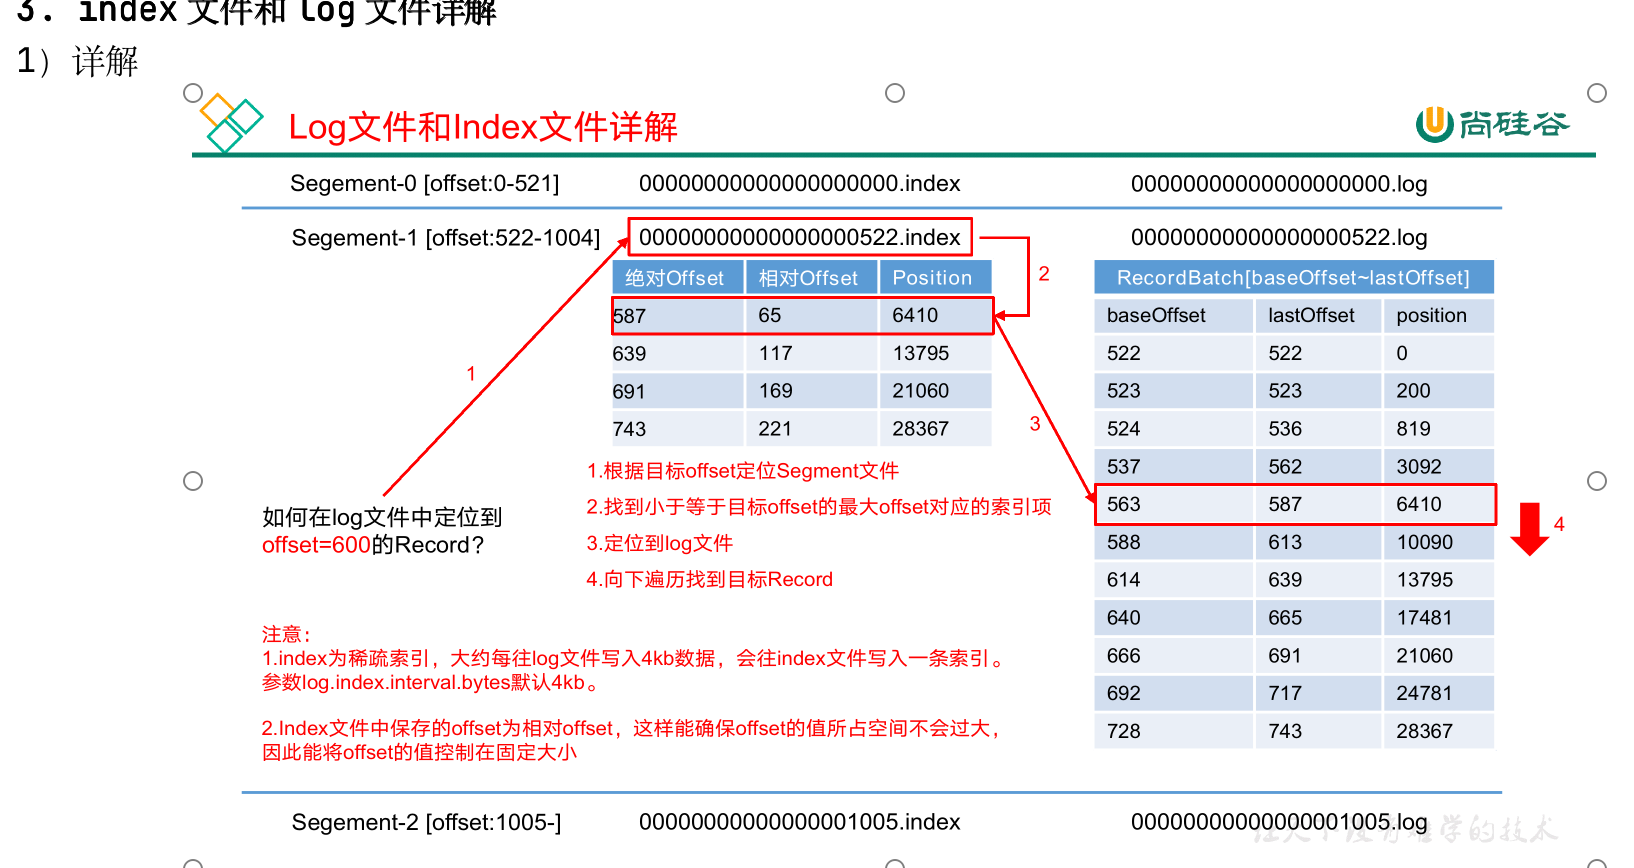 3. index 文件和 log 文件详解
1）详解
Log文件和Index文件详解
尚硅谷
Segement-0 [offset:0-521] 00000000000000000000.index 00000000000000000000.log
Segement-1 [offset:522-1004] 00000000000000000522.index 00000000000000000522.log
绝对Offset 相对Offset Position
587 65 6410
639 117 13795
691 169 21060
743 221 28367
2
1
3
RecordBatch[baseOffset~lastOffset]
baseOffset lastOffset position
522 522 0
523 523 200
524 536 819
537 562 3092
563 587 6410
588 613 10090
614 639 13795
640 665 17481
666 691 21060
692 717 24781
728 743 28367
4
1.根据目标offset定位Segment文件
2.找到小于等于目标offset的最大offset对应的索引项
3.定位到log文件
4.向下遍历找到目标Record
如何在log文件中定位到
offset=600的Record？
注意：
1.index为稀疏索引，大约每往log文件写入4kb数据，会往index文件写入一条索引。
参数log.index.interval.bytes默认4kb。
2.Index文件中保存的offset为相对offset，这样能确保offset的值所占空间不会过大，
因此能将offset的值控制在固定大小
Segement-2 [offset:1005-] 00000000000000001005.index 00000000000000001005.log
学的技术